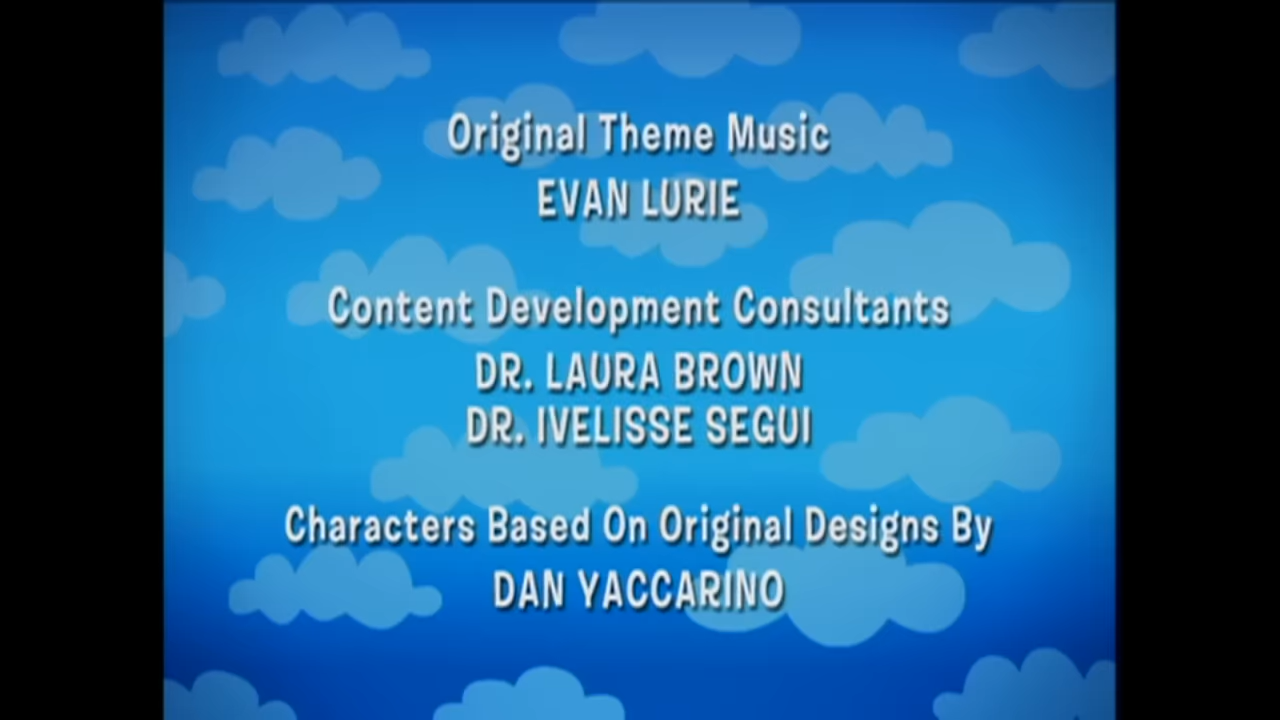 Original Theme Music
EVAN LURIE
Content Development Consultants
DR. LAURA BROWN
DR. IVELISSE SEGUI
Characters Based On Original Designs By
DAN YACCARINO